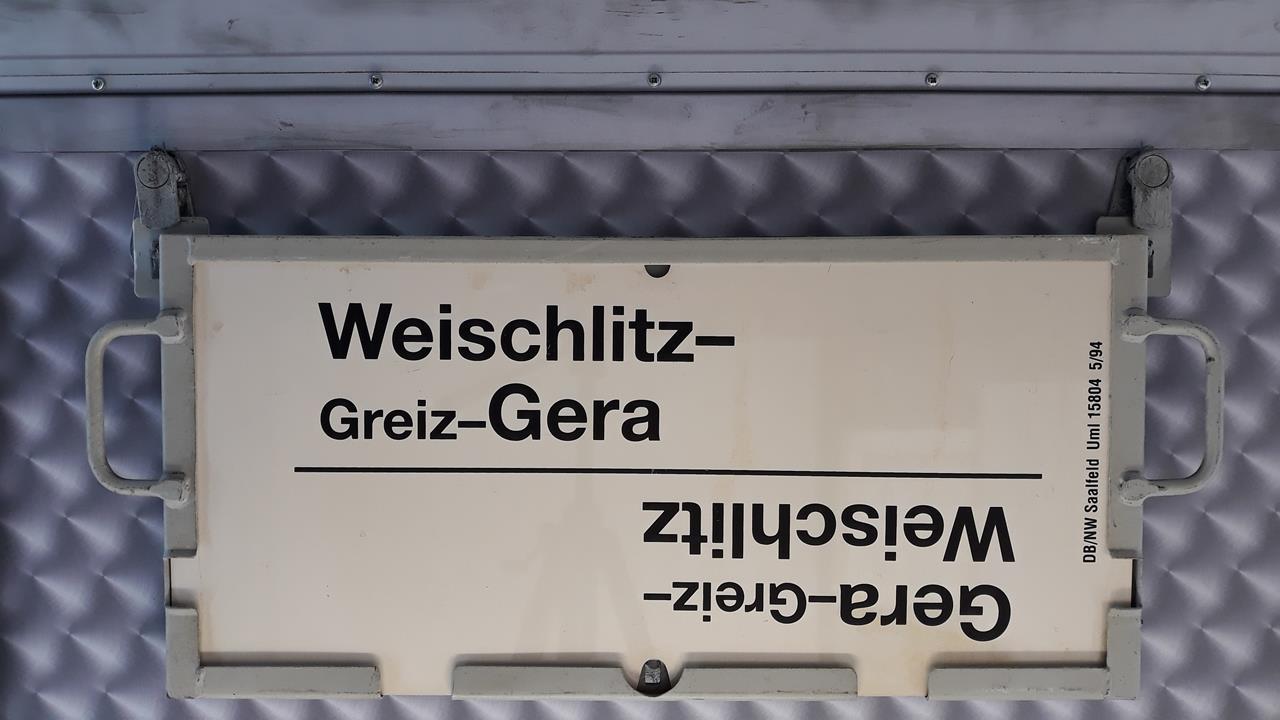 Weischlitz–
Greiz–Gera
Gera–Greiz–
Weischlitz
DB/NW Saalfeld Uml 15804 5/94